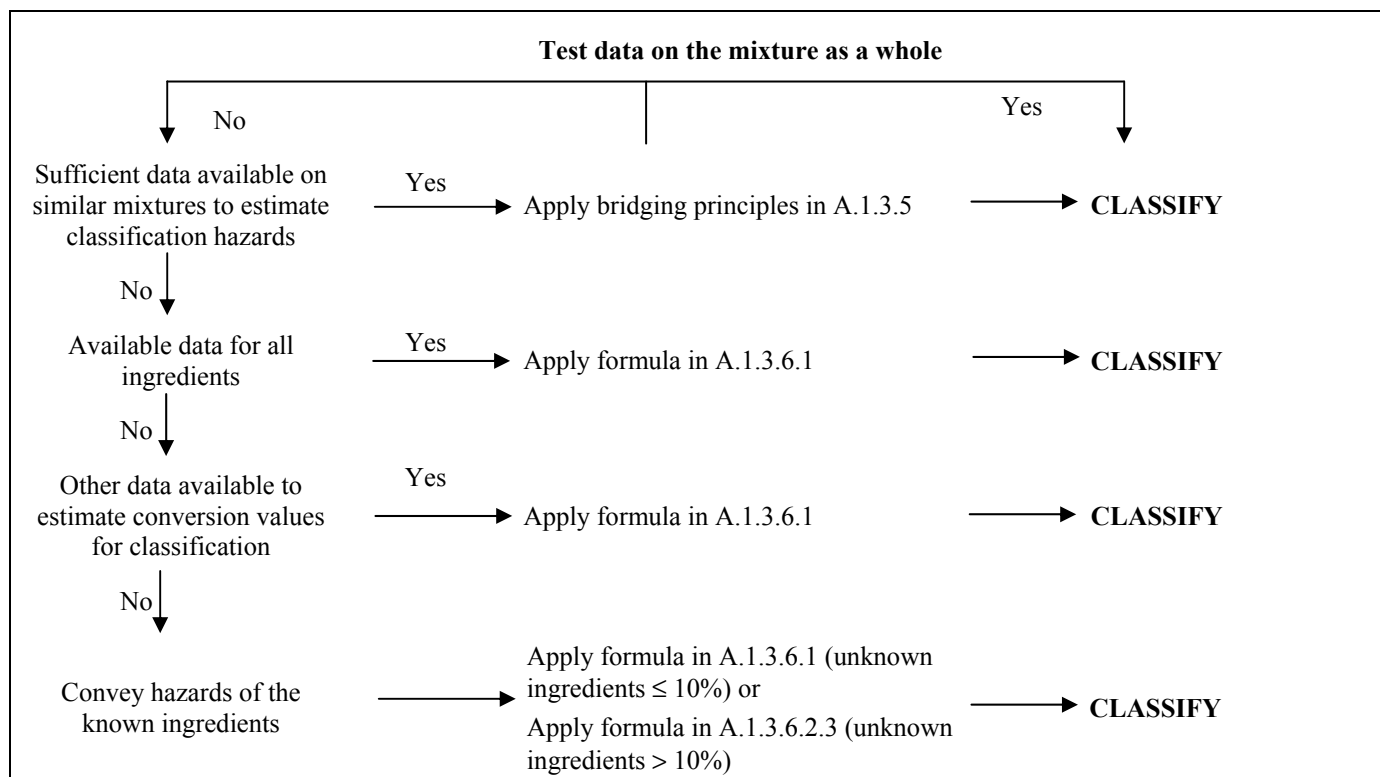 Test data on the mixture as a whole
No
Yes
Sufficient data available on
similar mixtures to estimate
classification hazards
Yes
Apply bridging principles in A.1.3.5
CLASSIFY
No
Available data for all
ingredients
Yes
Apply formula in A.1.3.6.1
CLASSIFY
No
Other data available to
estimate conversion values
for classification
Yes
Apply formula in A.1.3.6.1
CLASSIFY
No
Convey hazards of the
known ingredients
Apply formula in A.1.3.6.1 (unknown
ingredients ≤ 10%) or
Apply formula in A.1.3.6.2.3 (unknown
ingredients > 10%)
CLASSIFY